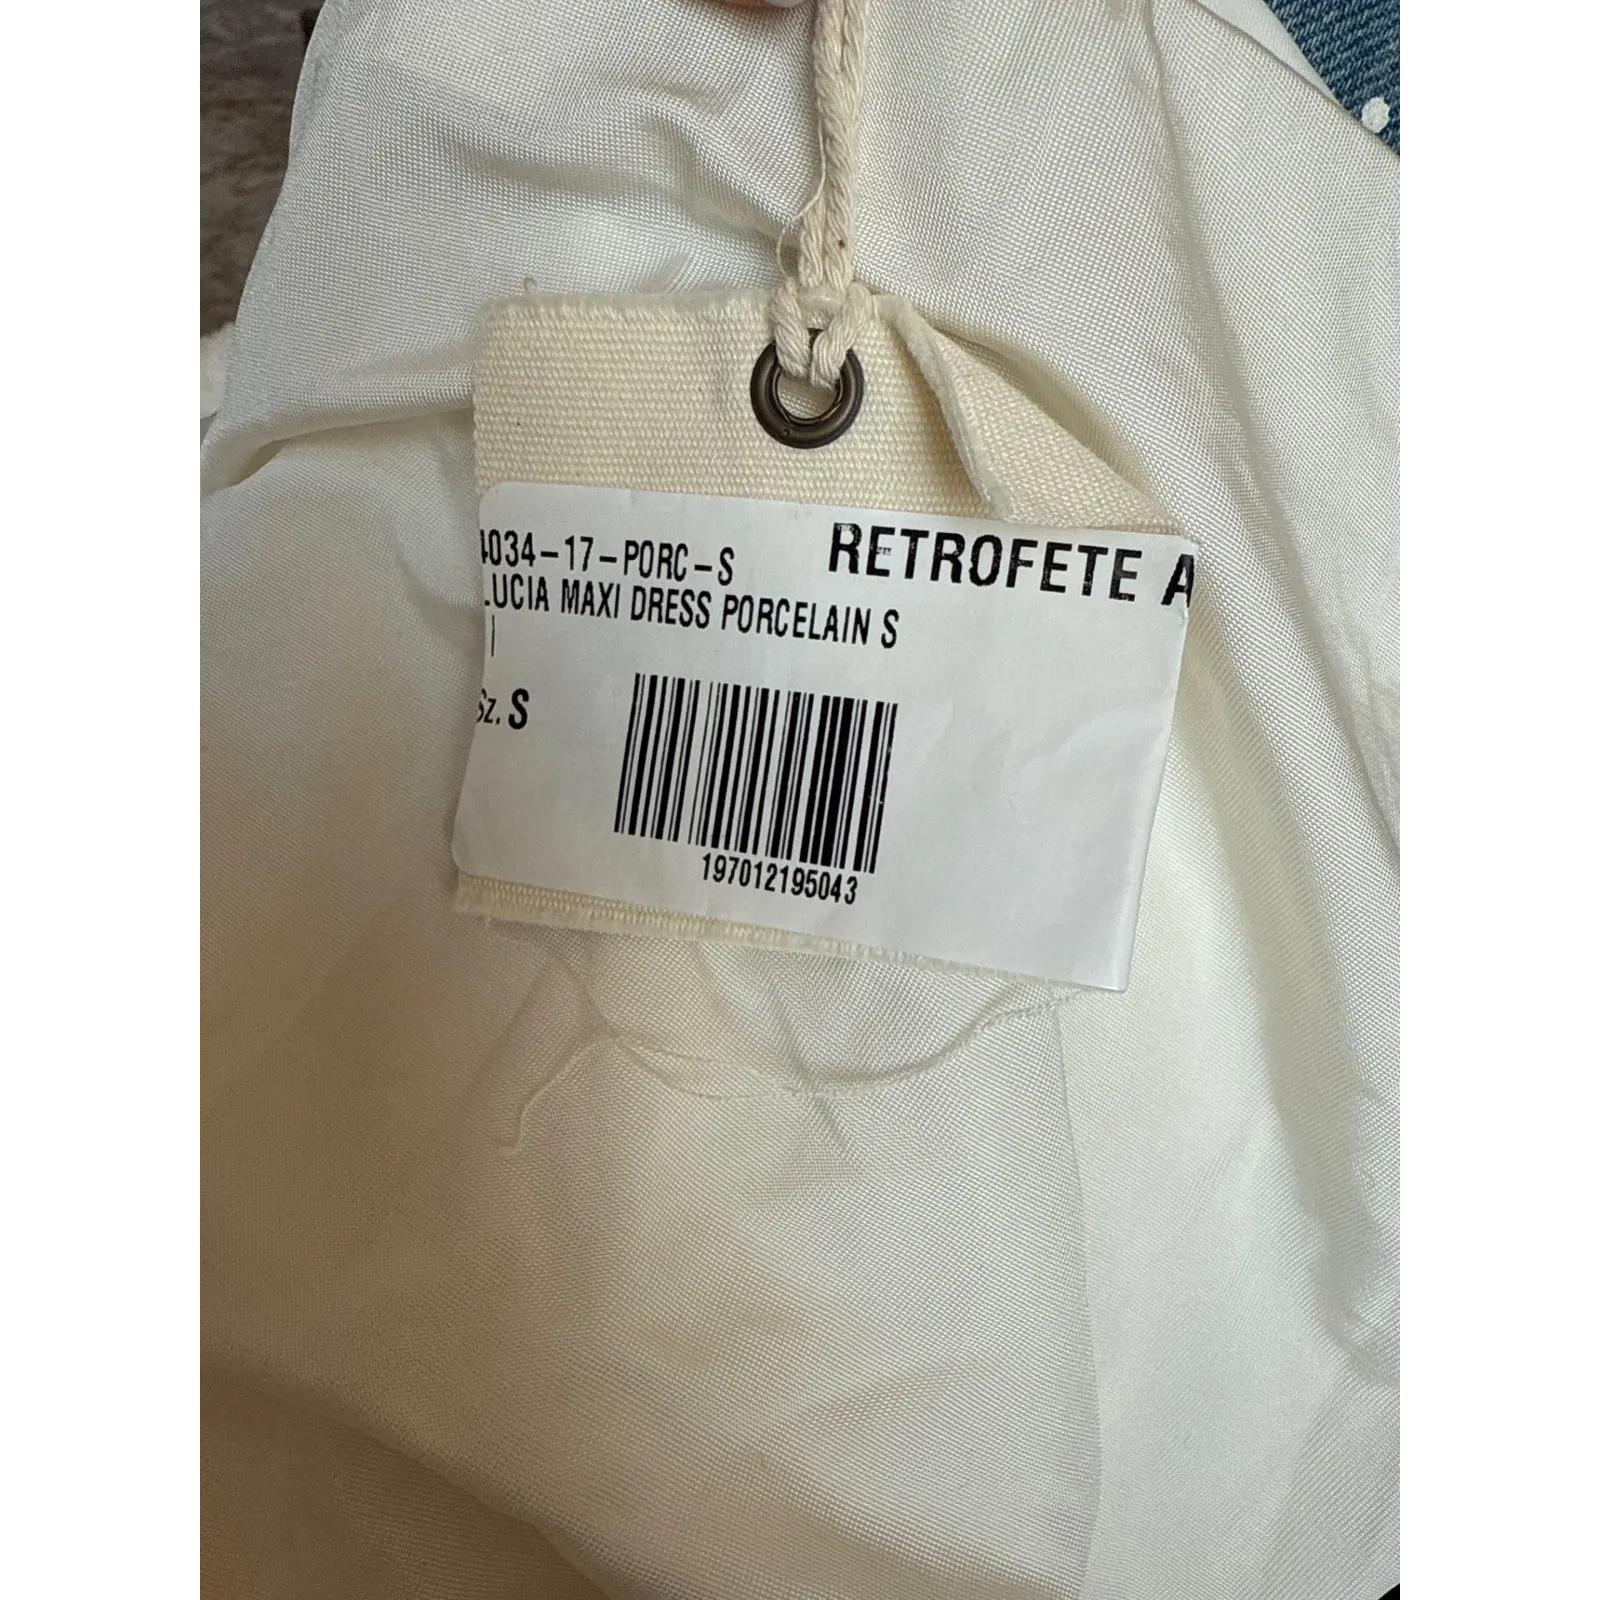 4034-17-PORC-S
RETROFETE A
LUCIA MAXI DRESS PORCELAIN S
Sz. S
197012195043